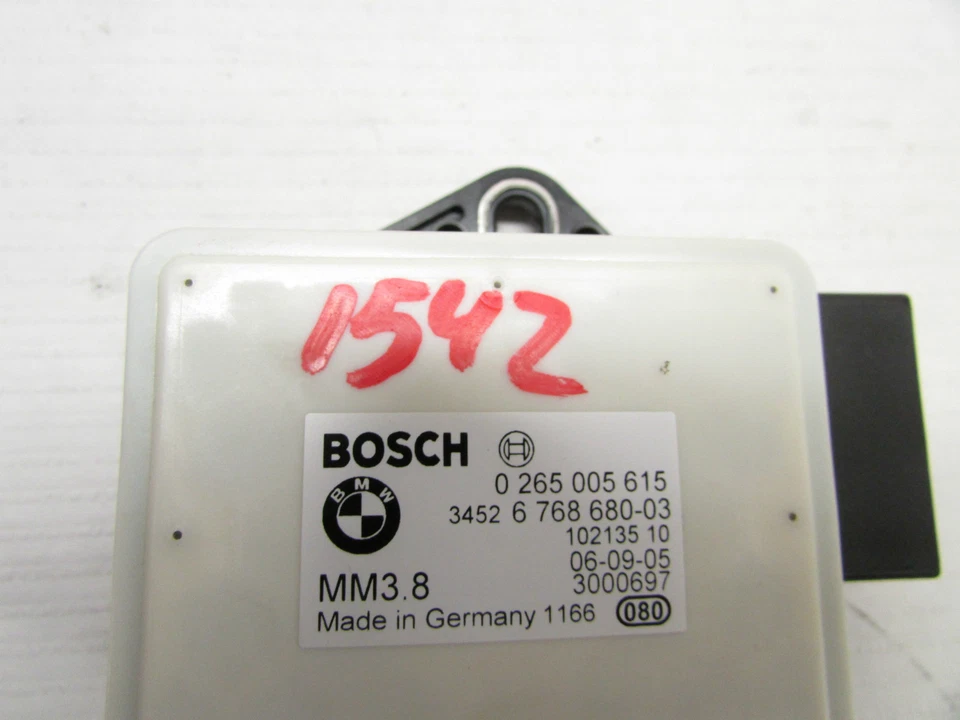 1542
BOSCH
0 265 005 615
BMW
3452 6 768 680-03
102135 10
06-09-05
3000697
MM3.8
Made in Germany 1166 080